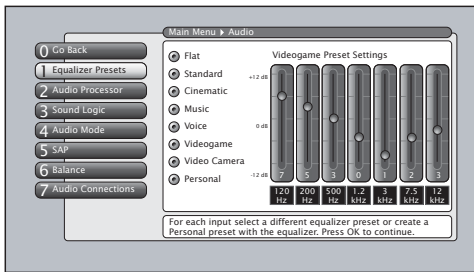 Main Menu ▶ Audio
0 Go Back
1 Equalizer Presets
2 Audio Processor
3 Sound Logic
4 Audio Mode
5 SAP
6 Balance
7 Audio Connections
Flat
Standard
Cinematic
Music
Voice
Videogame
Video Camera
Personal
Videogame Preset Settings
+12 dB
0 dB
-12 dB
7 5 3 0 1 2 3
120 Hz 200 Hz 500 Hz 1.2 kHz 3 kHz 7.5 kHz 12 kHz
For each input select a different equalizer preset or create a
Personal preset with the equalizer. Press OK to continue.